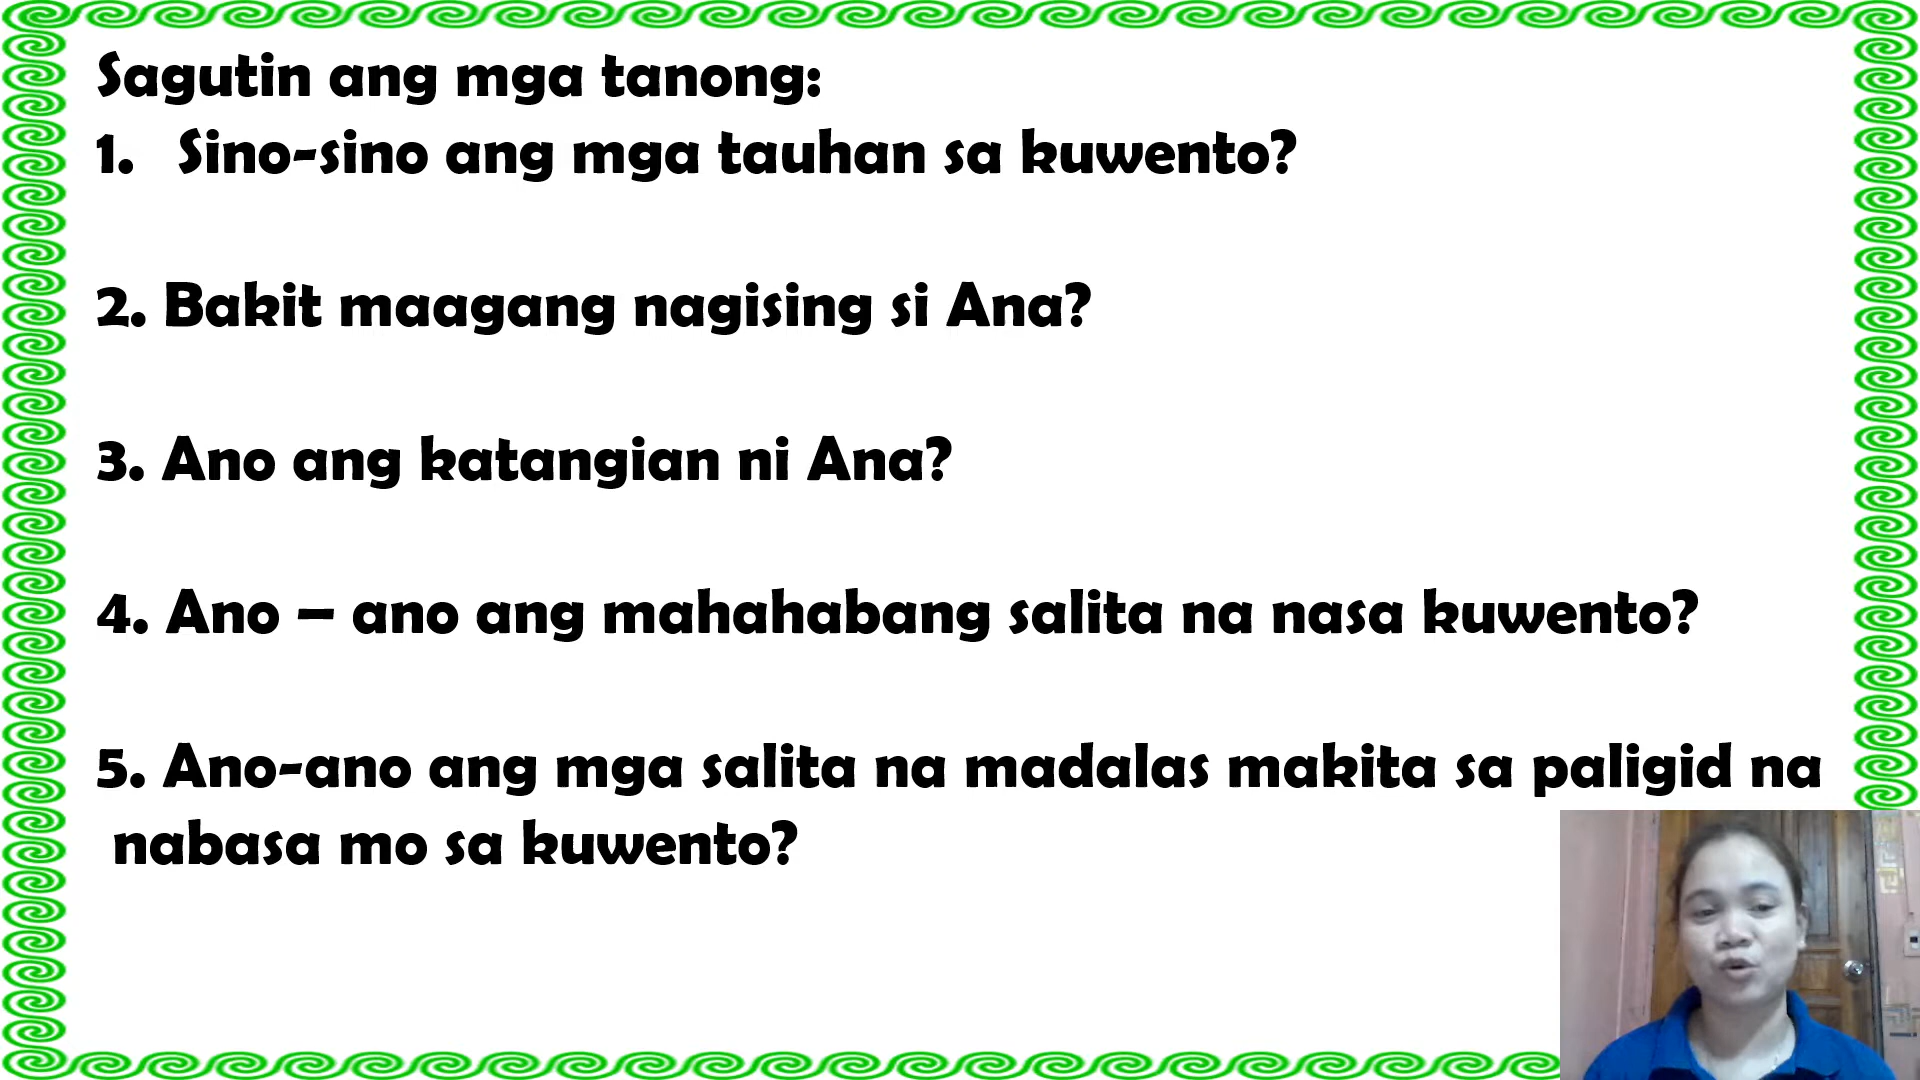 Sagutin ang mga tanong:
1. Sino-sino ang mga tauhan sa kuwento?
2. Bakit maagang nagising si Ana?
3. Ano ang katangian ni Ana?
4. Ano – ano ang mahahabang salita na nasa kuwento?
5. Ano-ano ang mga salita na madalas makita sa paligid na
nabasa mo sa kuwento?